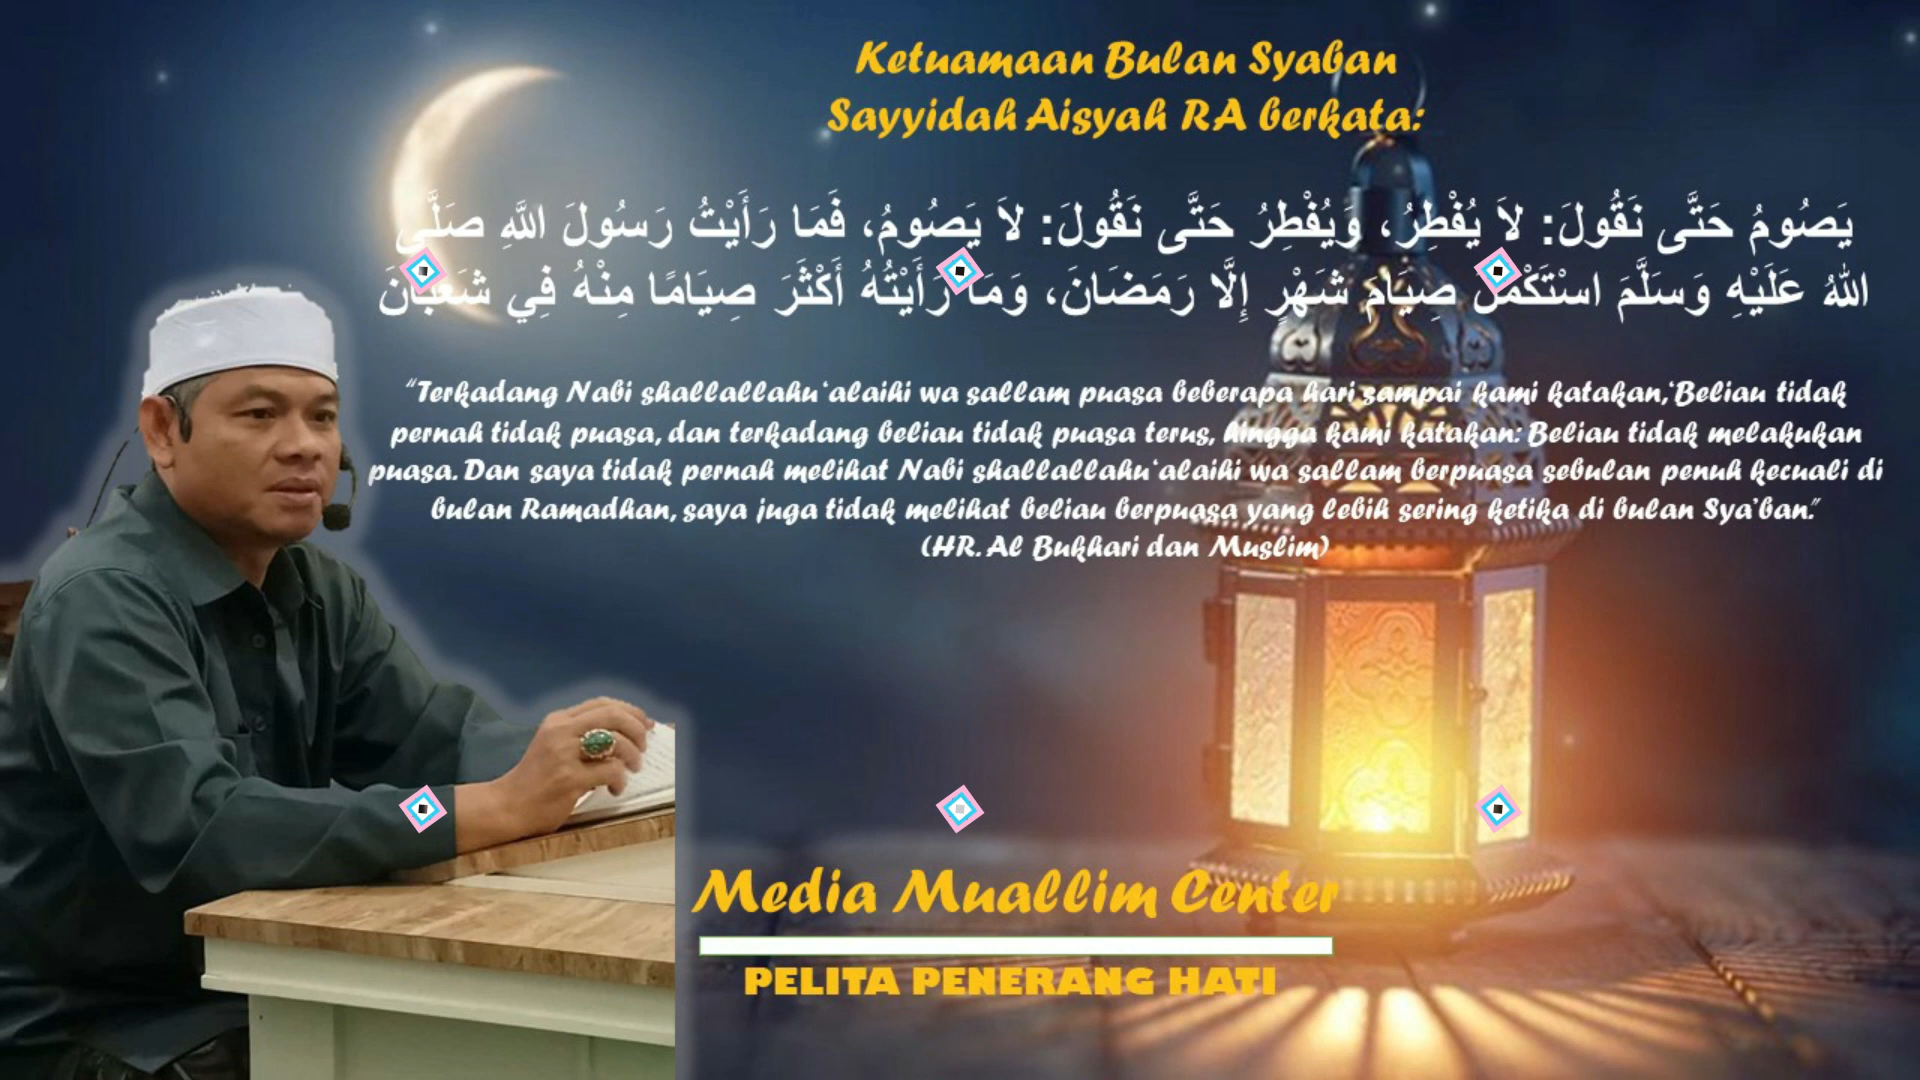 Ketuamaan Bulan Syaban
Sayyidah Aisyah RA berkata:
يَصُومُ حَتَّى نَقُولَ: لاَ يُفْطِرُ، وَيُفْطِرُ حَتَّى نَقُولَ: لاَ يَصُومُ، فَمَا رَأَيْتُ رَسُولَ اللَّهِ صَلَّى
اللهُ عَلَيْهِ وَسَلَّمَ اسْتَكْمَلَ صِيَامَ شَهْرٍ إِلَّا رَمَضَانَ، وَمَا رَأَيْتُهُ أَكْثَرَ صِيَامًا مِنْهُ فِي شَعْبَانَ
“Terkadang Nabi shallallahu ‘alaihi wa sallam puasa beberapa hari sampai kami katakan, ‘Beliau tidak
pernah tidak puasa, dan terkadang beliau tidak puasa terus, hingga kami katakan: Beliau tidak melakukan
puasa. Dan saya tidak pernah melihat Nabi shallallahu ‘alaihi wa sallam berpuasa sebulan penuh kecuali di
bulan Ramadhan, saya juga tidak melihat beliau berpuasa yang lebih sering ketika di bulan Sya’ban.”
(HR. Al Bukhari dan Muslim)
Media Muallim Center
PELITA PENERANG HATI